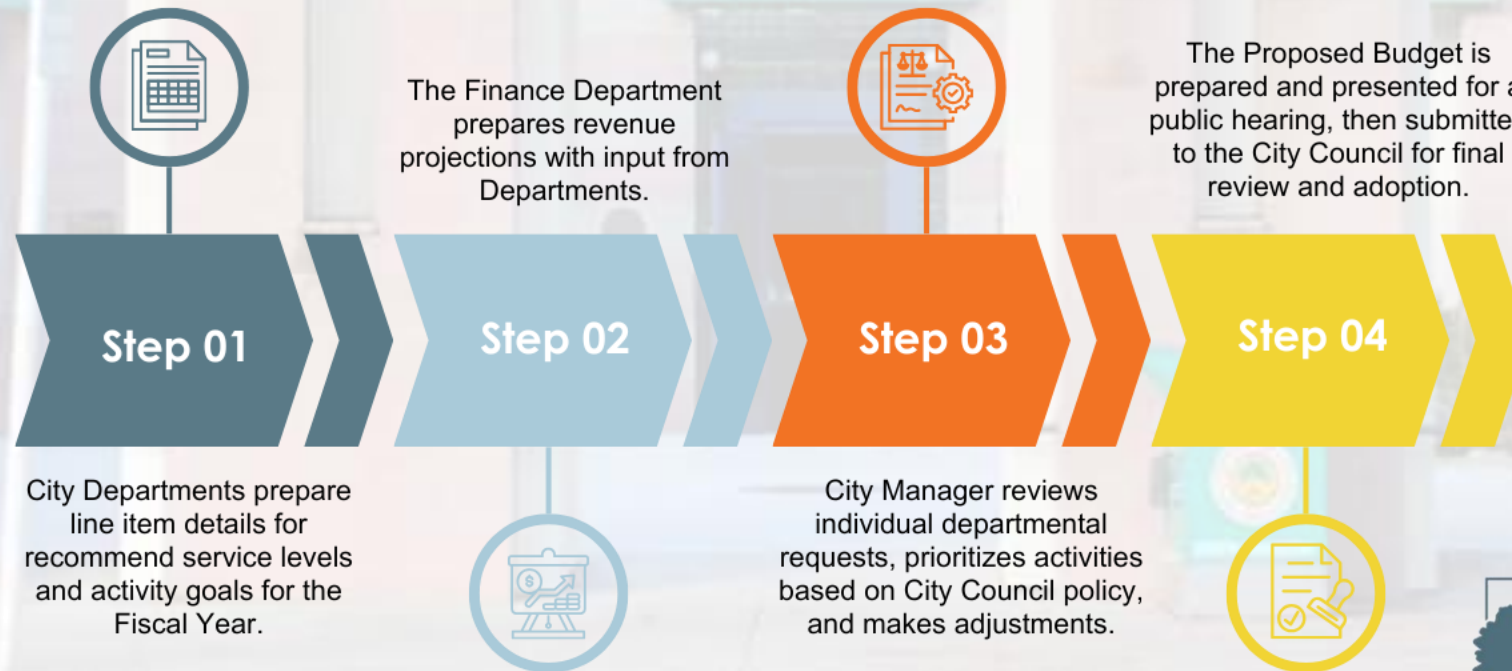 Step 01
City Departments prepare
line item details for
recommend service levels
and activity goals for the
Fiscal Year.
The Finance Department
prepares revenue
projections with input from
Departments.
Step 02
Step 03
City Manager reviews
individual departmental
requests, prioritizes activities
based on City Council policy,
and makes adjustments.
The Proposed Budget is
prepared and presented for a
public hearing, then submitte
to the City Council for final
review and adoption.
Step 04